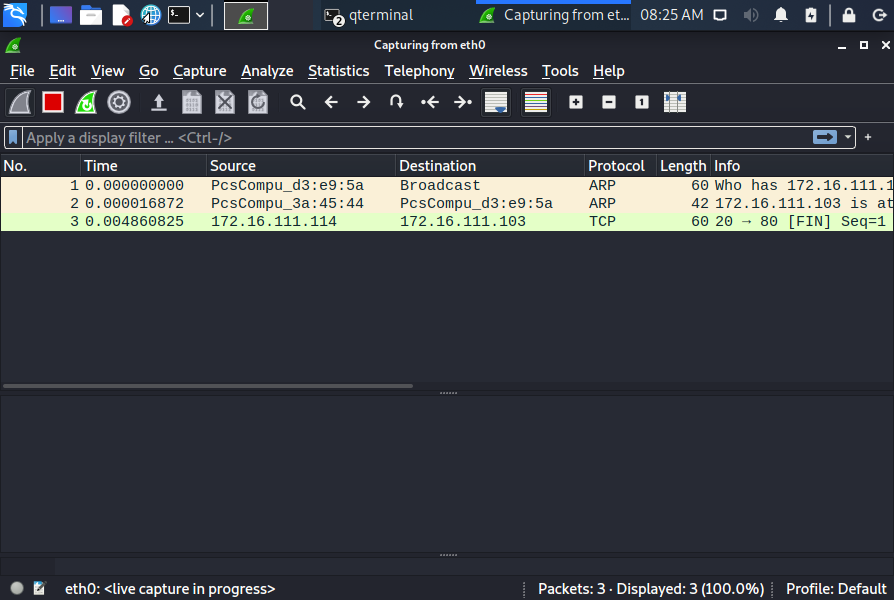 qterminal
Capturing from et...
08:25 AM
Capturing from eth0
File Edit View Go Capture Analyze Statistics Telephony Wireless Tools Help
Apply a display filter ... <Ctrl-/>
No. Time Source Destination Protocol Length Info
1 0.000000000 PcsCompu_d3:e9:5a Broadcast ARP 60 Who has 172.16.111.1
2 0.000016872 PcsCompu_3a:45:44 PcsCompu_d3:e9:5a ARP 42 172.16.111.103 is at
3 0.004860825 172.16.111.114 172.16.111.103 TCP 60 20 → 80 [FIN] Seq=1
eth0: <live capture in progress> Packets: 3 · Displayed: 3 (100.0%) Profile: Default